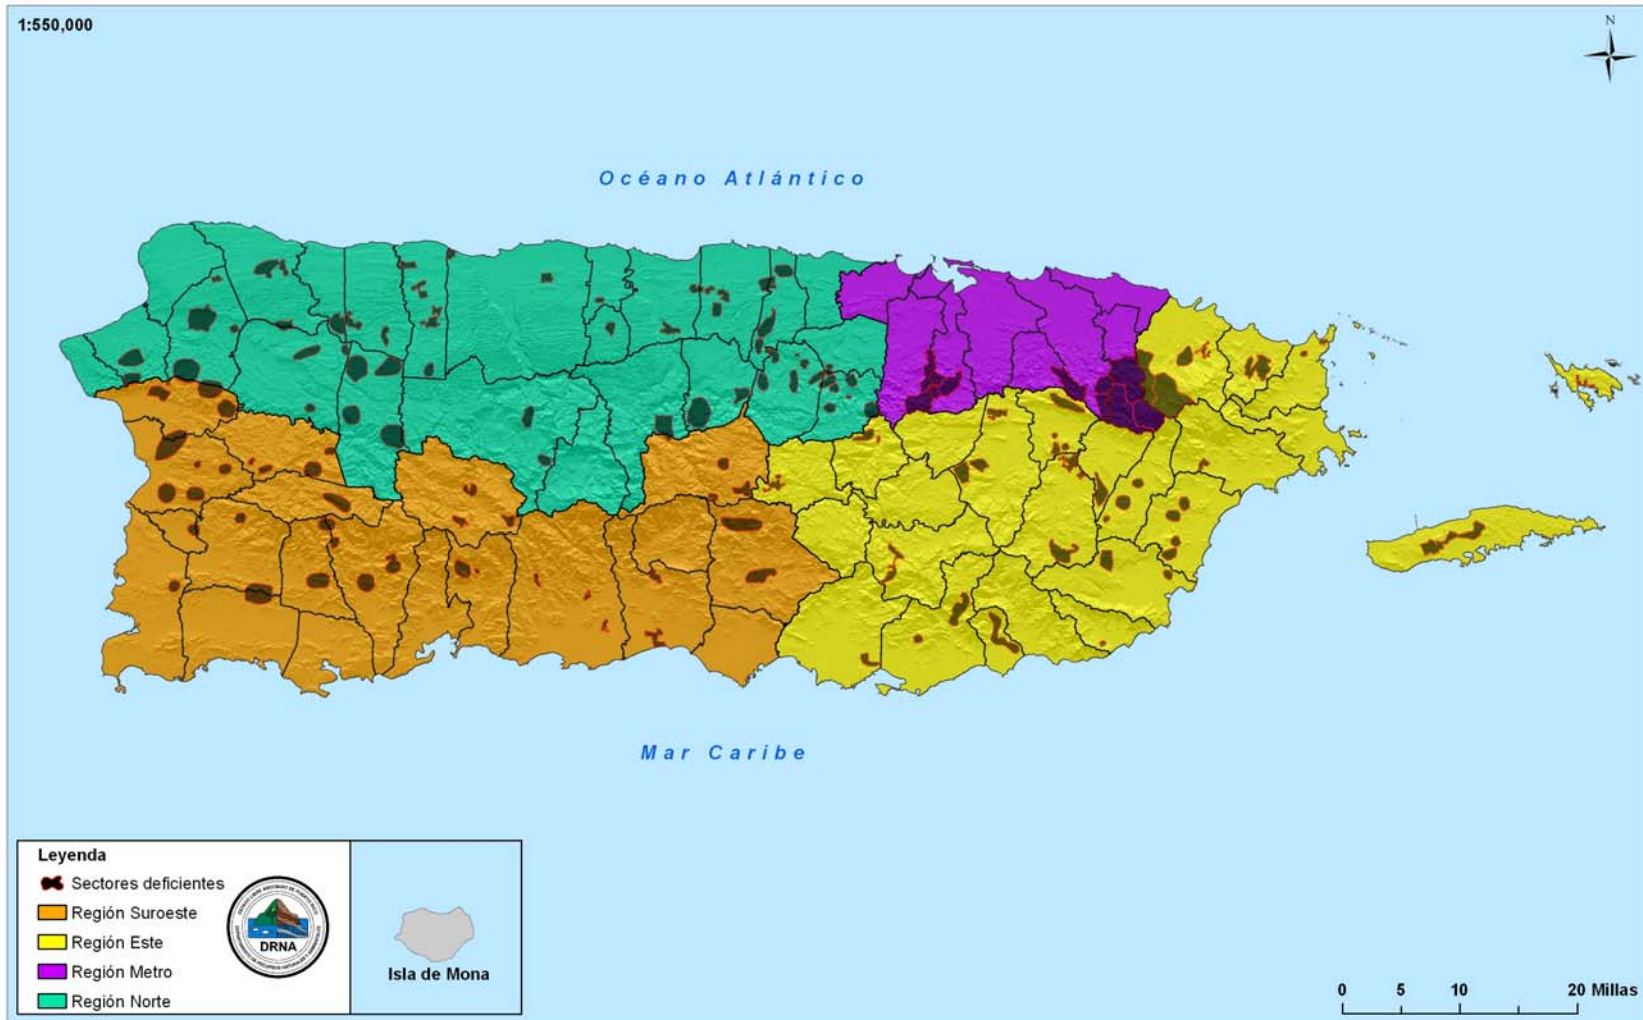 1:550,000
N
Océano Atlántico
Mar Caribe
Leyenda
Sectores deficientes
Región Suroeste
Región Este
Región Metro
Región Norte
DRNA
Isla de Mona
0 5 10 20 Millas